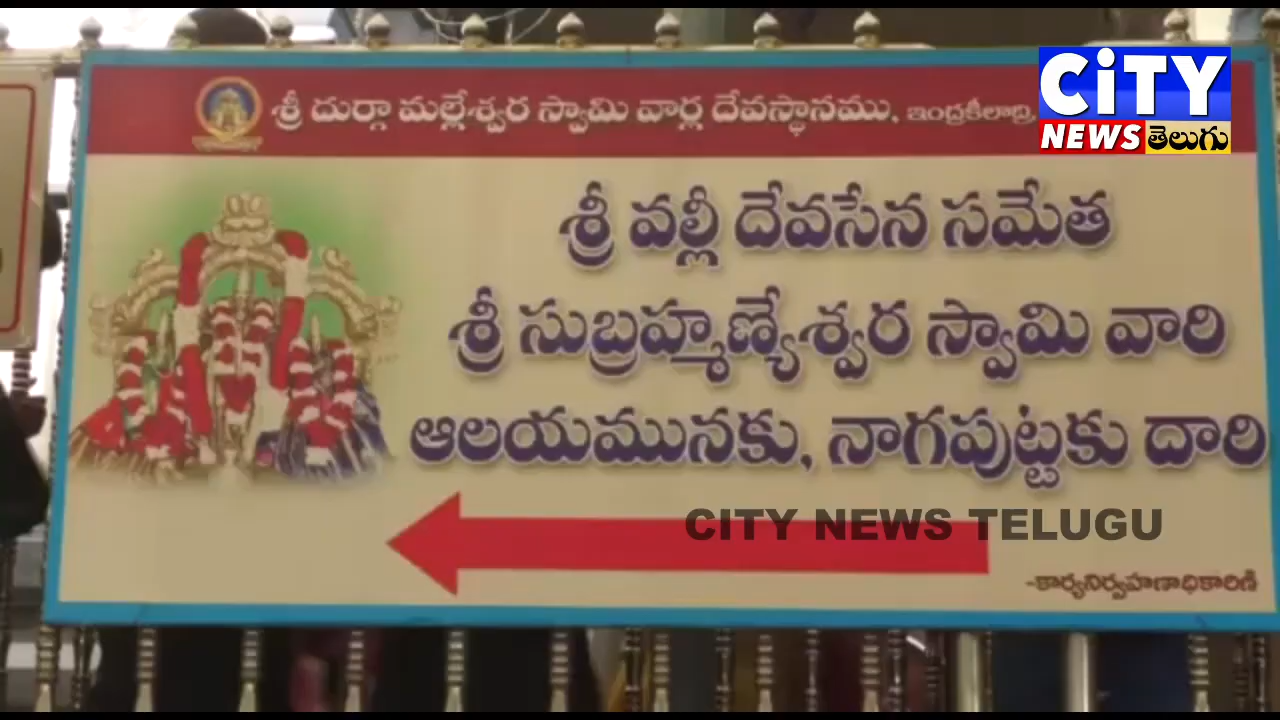 శ్రీ దుర్గా మల్లేశ్వర స్వామి వార్ల దేవస్థానము, ఇంద్రకీలాద్రి,
CiTY
NEWS తెలుగు
శ్రీ వల్లీ దేవసేన సమేత
శ్రీ సుబ్రహ్మణ్యేశ్వర స్వామి వారి
ఆలయమునకు, నాగపుట్టకు దారి
CITY NEWS TELUGU
-కార్యనిర్వహణాధికారిణి